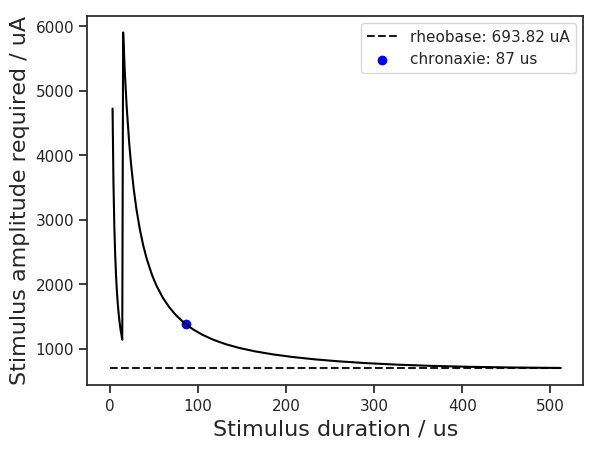 rheobase: 693.82 uA
chronaxie: 87 us
Stimulus amplitude required / uA
6000
5000
4000
3000
2000
1000
0 100 200 300 400 500
Stimulus duration / us